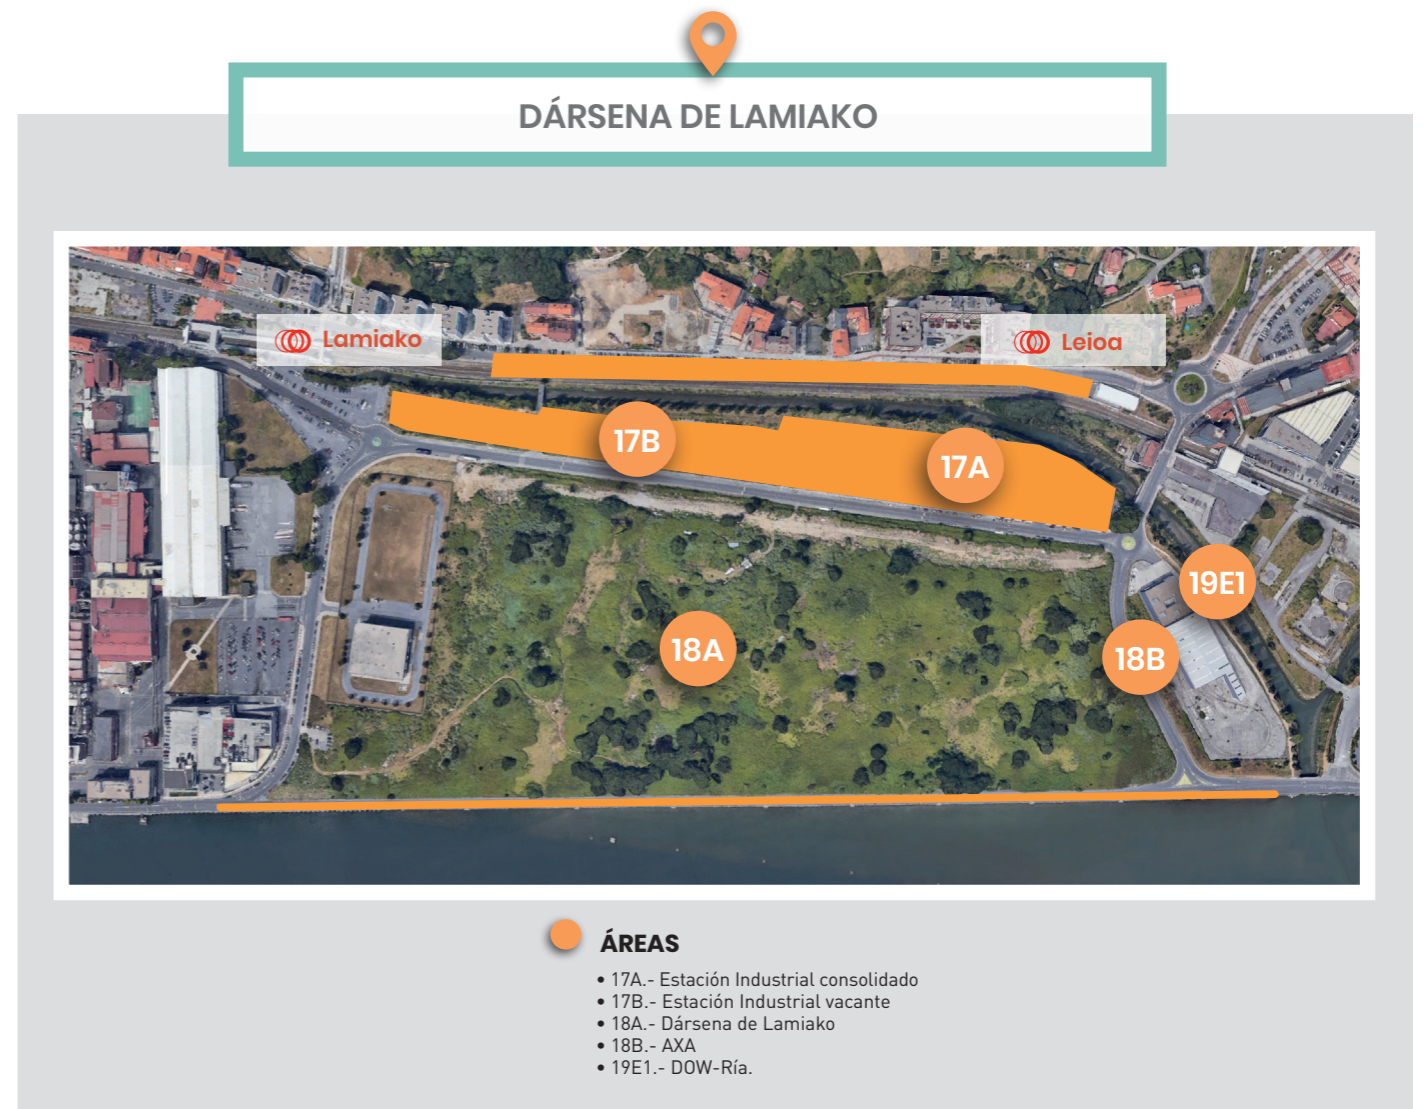 DÁRSENA DE LAMIAKO
Lamiako
Leioa
17B
17A
19E1
18A
18B
ÁREAS
• 17A.- Estación Industrial consolidado
• 17B.- Estación Industrial vacante
• 18A.- Dársena de Lamiako
• 18B.- AXA
• 19E1.- DOW-Ría.